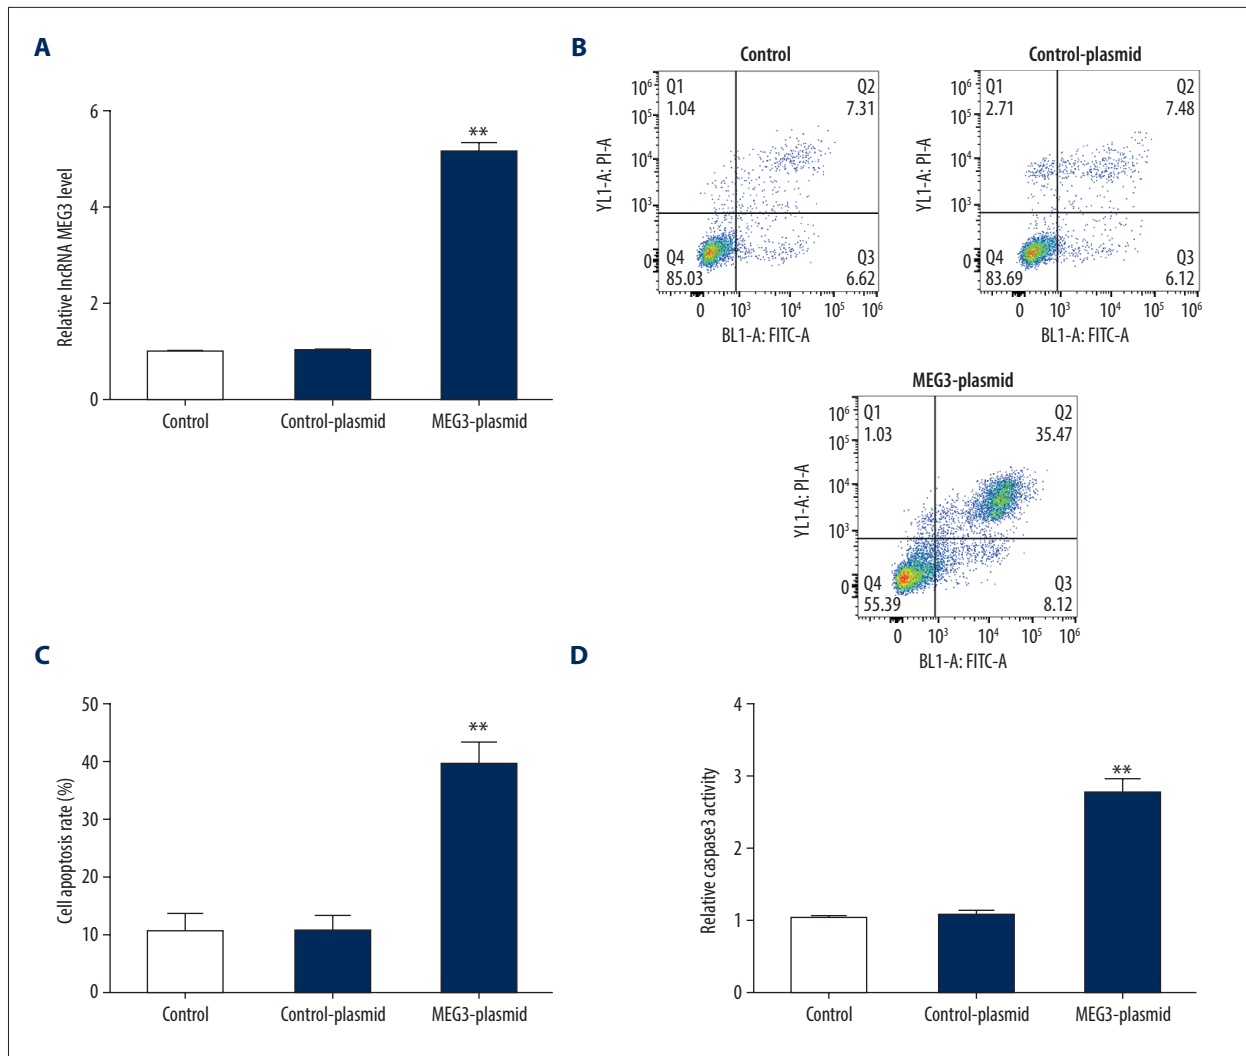 A
Relative lncRNA MEG3 level
6
4
2
0
**
Control
Control-plasmid
MEG3-plasmid
B
Control
YL1-A: PI-A
10⁶
10⁵
10⁴
10³
0
Q1
1.04
Q2
7.31
Q4
85.03
Q3
6.62
0 10³ 10⁴ 10⁵ 10⁶
BL1-A: FITC-A
Control-plasmid
YL1-A: PI-A
10⁶
10⁵
10⁴
10³
0
Q1
2.71
Q2
7.48
Q4
83.69
Q3
6.12
0 10³ 10⁴ 10⁵ 10⁶
BL1-A: FITC-A
MEG3-plasmid
YL1-A: PI-A
10⁶
10⁵
10⁴
10³
0
Q1
1.03
Q2
35.47
Q4
55.39
Q3
8.12
0 10³ 10⁴ 10⁵ 10⁶
BL1-A: FITC-A
C
Cell apoptosis rate (%)
50
40
30
20
10
0
**
Control
Control-plasmid
MEG3-plasmid
D
Relative caspase3 activity
4
3
2
1
0
**
Control
Control-plasmid
MEG3-plasmid